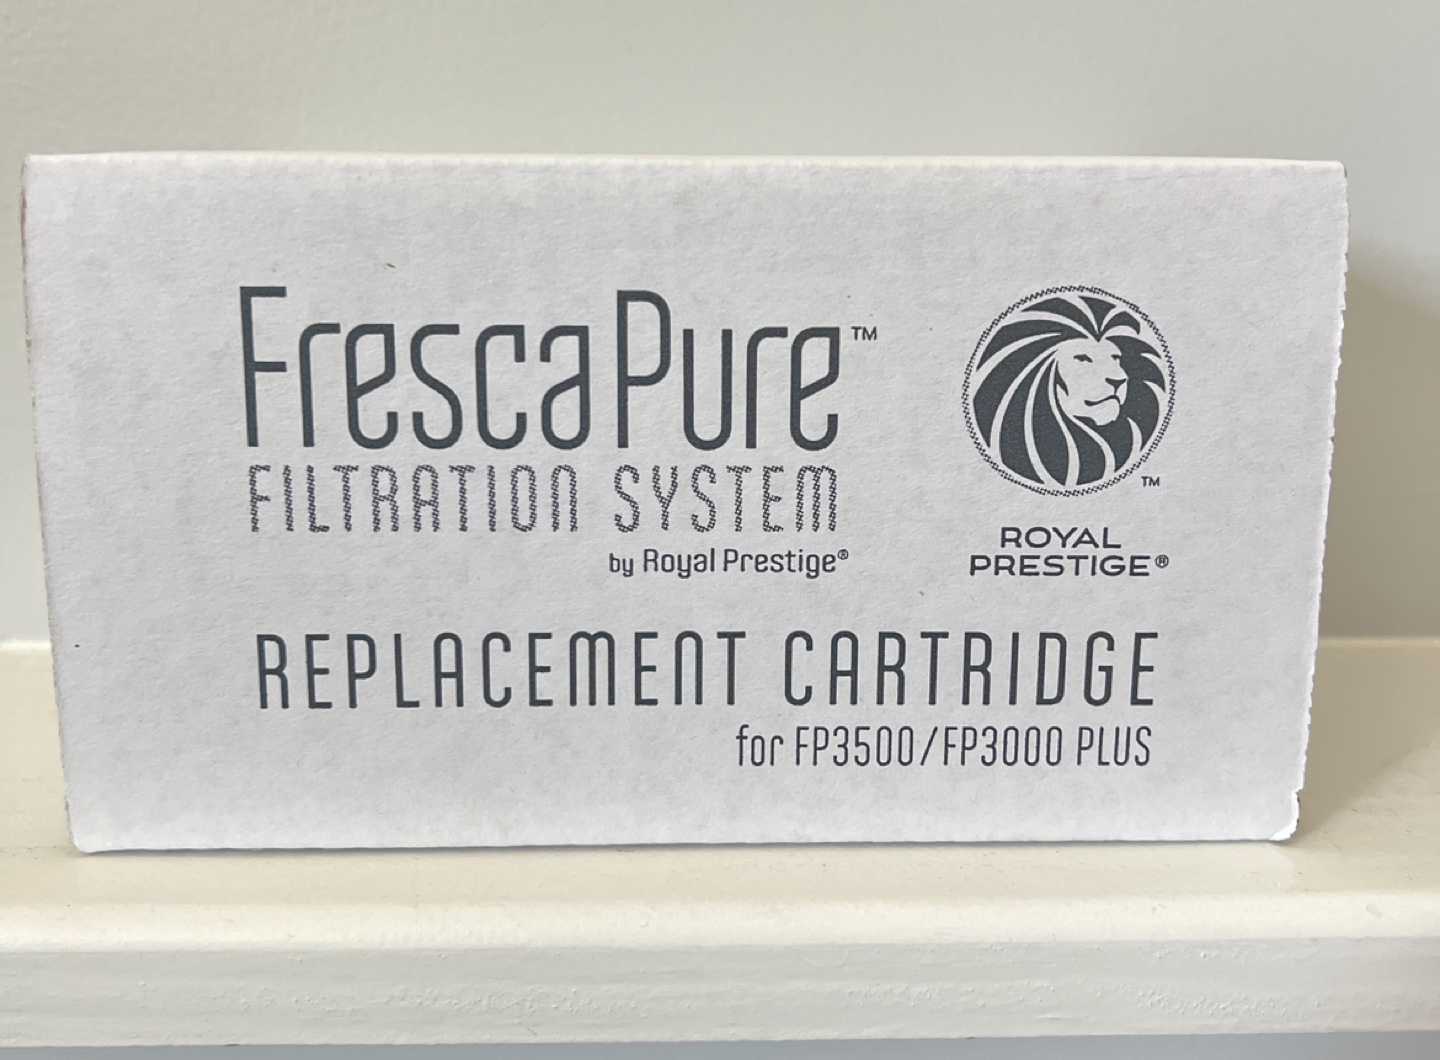 FrescaPure™
FILTRATION SYSTEM
by Royal Prestige®
™
ROYAL
PRESTIGE®
REPLACEMENT CARTRIDGE
for FP3500/FP3000 PLUS